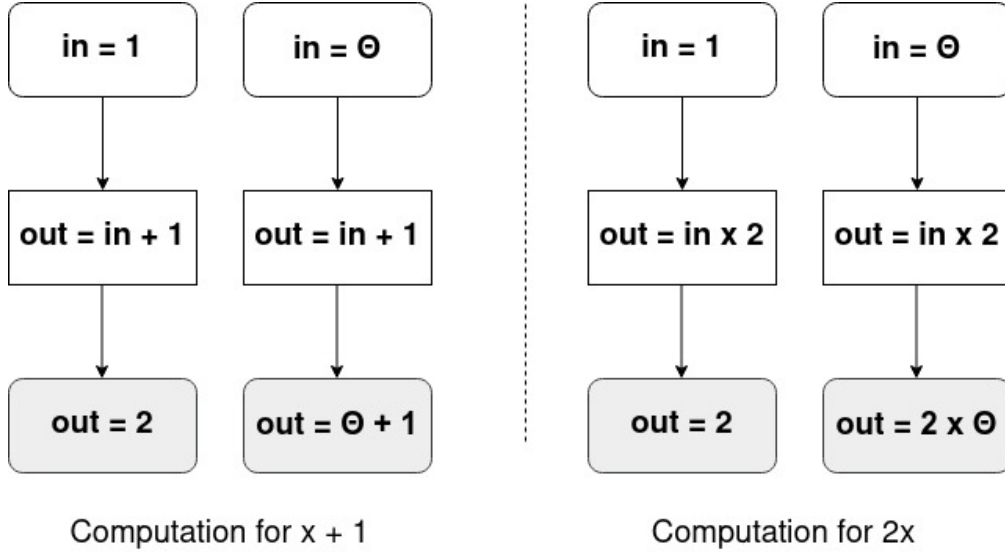 in = 1
in = Θ
in = 1
in = Θ
out = in + 1
out = in + 1
out = in x 2
out = in x 2
out = 2
out = Θ + 1
out = 2
out = 2 x Θ
Computation for x + 1
Computation for 2x